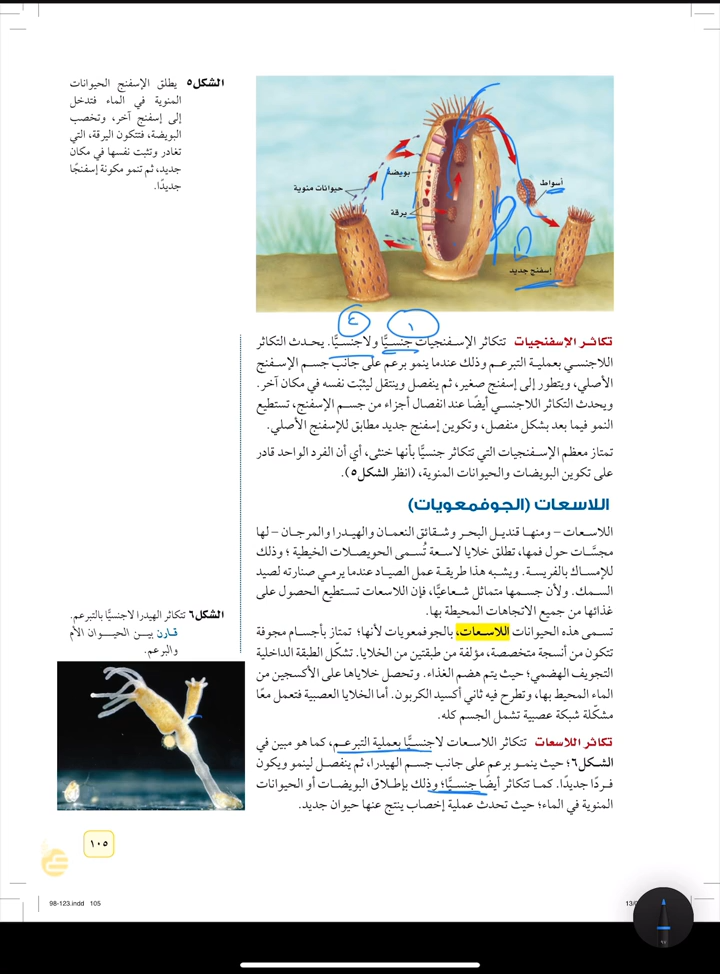 الشكل٥ يطلق الإسفنج الحيوانات
المنوية في الماء فتدخل
إلى إسفنج آخر، وتخصب
البويضة، فتتكون اليرقة، التي
تغادر وتثبت نفسها في مكان
جديد، ثم تنمو مكونة إسفنجًا
جديدًا.
بويضة
حيوانات منوية
أسواط
يرقة
إسفنج جديد
١
٤
تكاثر الإسفنجيات تتكاثر الإسفنجيات جنسيًّا ولاجنسيًّا. يحدث التكاثر
اللاجنسي بعملية التبرعم وذلك عندما ينمو برعم على جانب جسم الإسفنج
الأصلي، ويتطور إلى إسفنج صغير، ثم ينفصل وينتقل ليثبّت نفسه في مكان آخر.
ويحدث التكاثر اللاجنسي أيضًا عند انفصال أجزاء من جسم الإسفنج، تستطيع
النمو فيما بعد بشكل منفصل، وتكوين إسفنج جديد مطابق للإسفنج الأصلي.
تمتاز معظم الإسفنجيات التي تتكاثر جنسيًّا بأنها خنثى، أي أن الفرد الواحد قادر
على تكوين البويضات والحيوانات المنوية، (انظر الشكل٥).
اللاسعات (الجوفمعويات)
اللاسعات – ومنها قنديل البحر وشقائق النعمان والهيدرا والمرجان – لها
مجسَّات حول فمها، تطلق خلايا لاسعة تُسمى الحويصلات الخيطية ؛ وذلك
للإمساك بالفريسة. ويشبه هذا طريقة عمل الصياد عندما يرمي صنارته لصيد
السمك. ولأن جسمها متماثل شعاعيًّا، فإن اللاسعات تستطيع الحصول على
غذائها من جميع الاتجاهات المحيطة بها.
تسمى هذه الحيوانات اللاسعات، بالجوفمعويات لأنها؛ تمتاز بأجسام مجوفة
تتكون من أنسجة متخصصة، مؤلفة من طبقتين من الخلايا. تشكّل الطبقة الداخلية
التجويف الهضمي؛ حيث يتم هضم الغذاء. وتحصل خلاياها على الأكسجين من
الماء المحيط بها، وتطرح فيه ثاني أكسيد الكربون. أما الخلايا العصبية فتعمل معًا
مشكّلة شبكة عصبية تشمل الجسم كله.
تكاثر اللاسعات تتكاثر اللاسعات لاجنسيًّا بعملية التبرعم، كما هو مبين في
الشكل٦؛ حيث ينمو برعم على جانب جسم الهيدرا، ثم ينفصل لينمو ويكون
فردًا جديدًا. كما تتكاثر أيضًا جنسيًّا؛ وذلك بإطلاق البويضات أو الحيوانات
المنوية في الماء؛ حيث تحدث عملية إخصاب ينتج عنها حيوان جديد.
الشكل٦ تتكاثر الهيدرا لاجنسيًّا بالتبرعم.
قارن بين الحيوان الأم
والبرعم.
١٠٥
98-123.indd 105